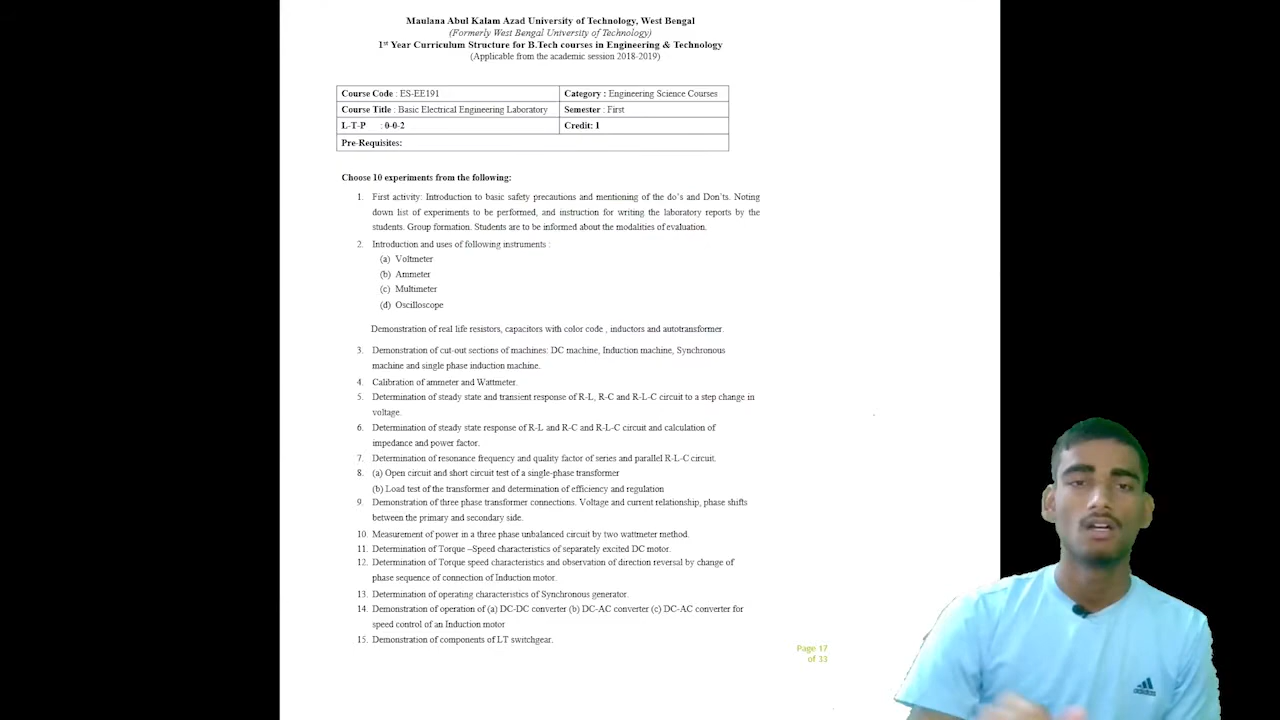 Maulana Abul Kalam Azad University of Technology, West Bengal
(Formerly West Bengal University of Technology)
1st Year Curriculum Structure for B.Tech courses in Engineering & Technology
(Applicable from the academic session 2018-2019)
Course Code : ES-EE191 Category : Engineering Science Courses
Course Title : Basic Electrical Engineering Laboratory Semester : First
L-T-P : 0-0-2 Credit: 1
Pre-Requisites:
Choose 10 experiments from the following:
1. First activity: Introduction to basic safety precautions and mentioning of the do's and Don'ts. Noting
down list of experiments to be performed, and instruction for writing the laboratory reports by the
students. Group formation. Students are to be informed about the modalities of evaluation.
2. Introduction and uses of following instruments :
(a) Voltmeter
(b) Ammeter
(c) Multimeter
(d) Oscilloscope
Demonstration of real life resistors, capacitors with color code , inductors and autotransformer.
3. Demonstration of cut-out sections of machines: DC machine, Induction machine, Synchronous
machine and single phase induction machine.
4. Calibration of ammeter and Wattmeter.
5. Determination of steady state and transient response of R-L, R-C and R-L-C circuit to a step change in
voltage.
6. Determination of steady state response of R-L and R-C and R-L-C circuit and calculation of
impedance and power factor.
7. Determination of resonance frequency and quality factor of series and parallel R-L-C circuit.
8. (a) Open circuit and short circuit test of a single-phase transformer
(b) Load test of the transformer and determination of efficiency and regulation
9. Demonstration of three phase transformer connections. Voltage and current relationship, phase shifts
between the primary and secondary side.
10. Measurement of power in a three phase unbalanced circuit by two wattmeter method.
11. Determination of Torque –Speed characteristics of separately excited DC motor.
12. Determination of Torque speed characteristics and observation of direction reversal by change of
phase sequence of connection of Induction motor.
13. Determination of operating characteristics of Synchronous generator.
14. Demonstration of operation of (a) DC-DC converter (b) DC-AC converter (c) DC-AC converter for
speed control of an Induction motor
15. Demonstration of components of LT switchgear.
Page 17
of 33
adidas